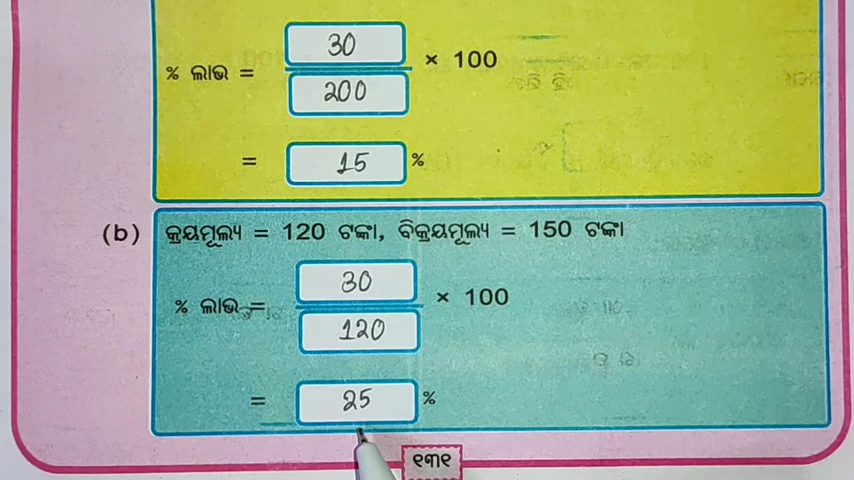 30
% ଲାଭ = × 100
200
= 15 %
(b) କ୍ରୟମୂଲ୍ୟ = 120 ଟଙ୍କା, ବିକ୍ରୟମୂଲ୍ୟ = 150 ଟଙ୍କା
30
% ଲାଭ = × 100
120
= 25 %
୧୩୧